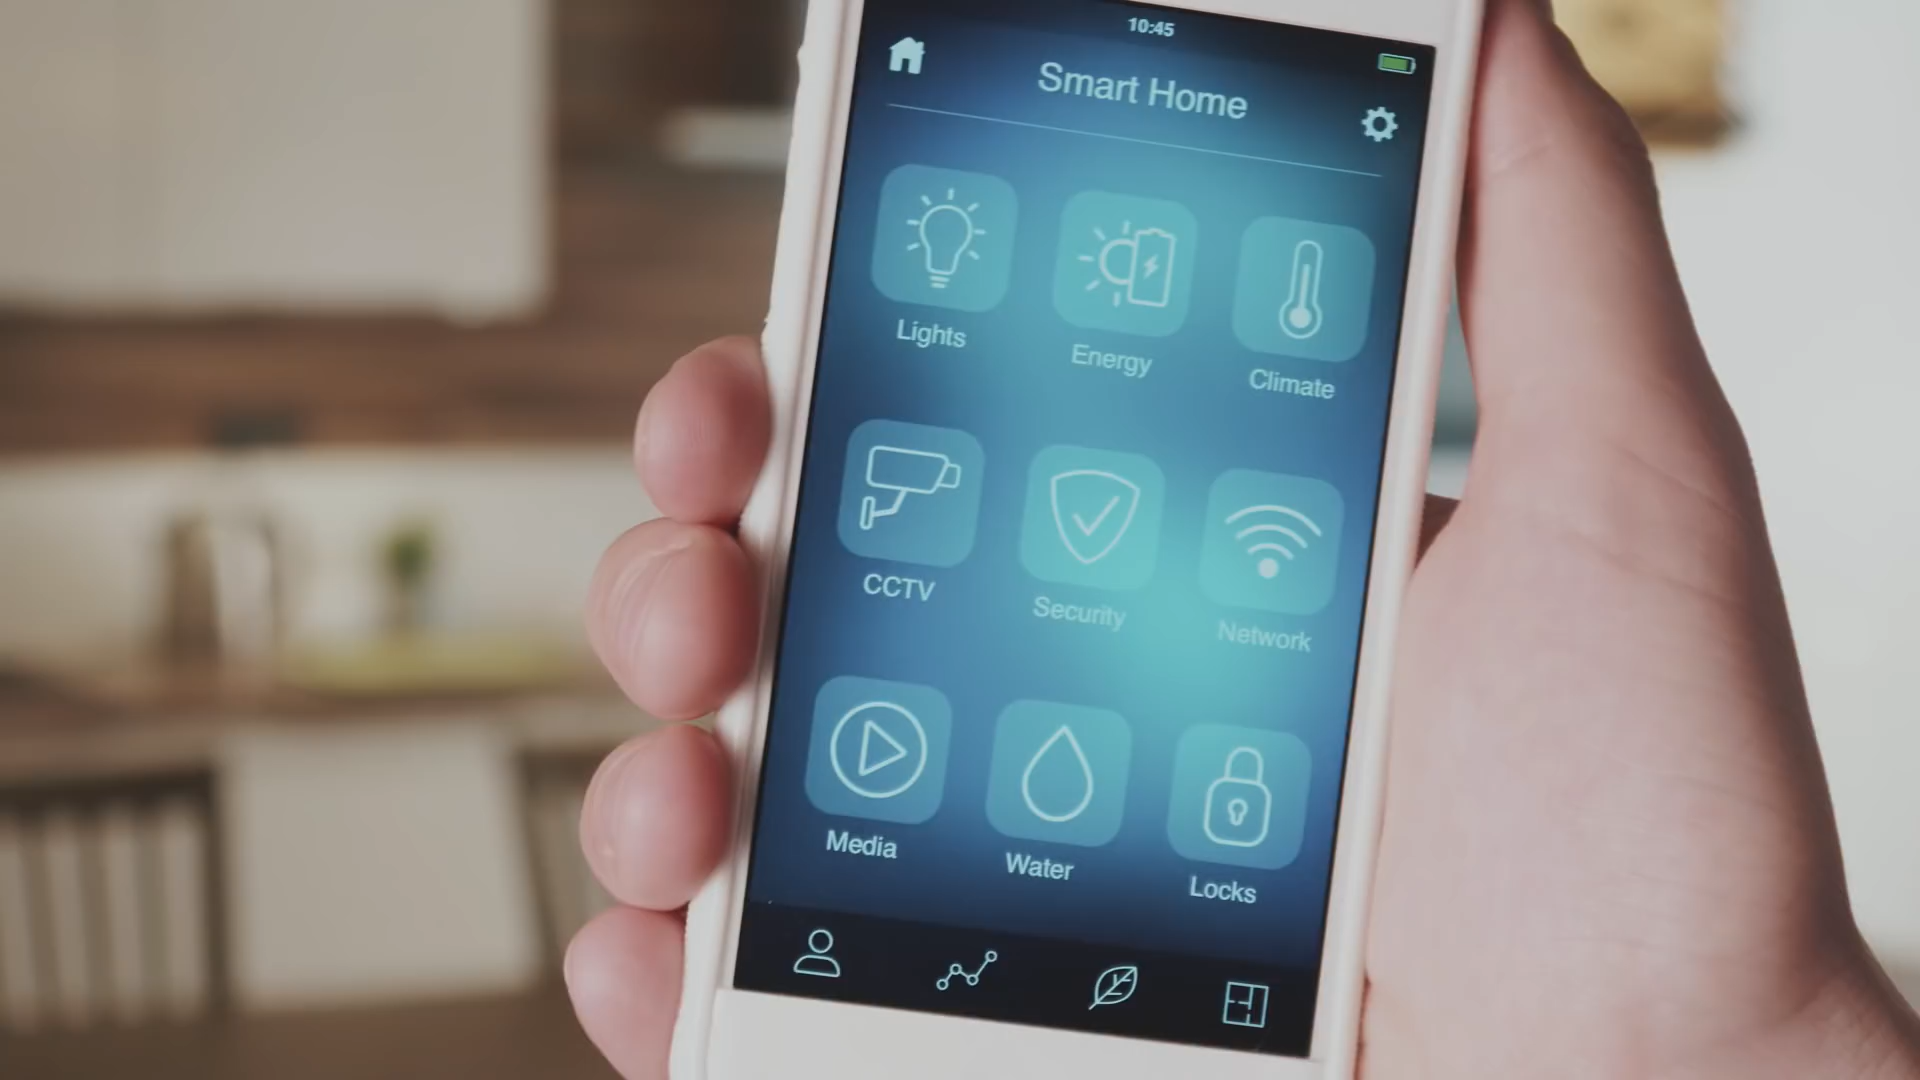 10:45
Smart Home
Lights
Energy
Climate
CCTV
Security
Network
Media
Water
Locks